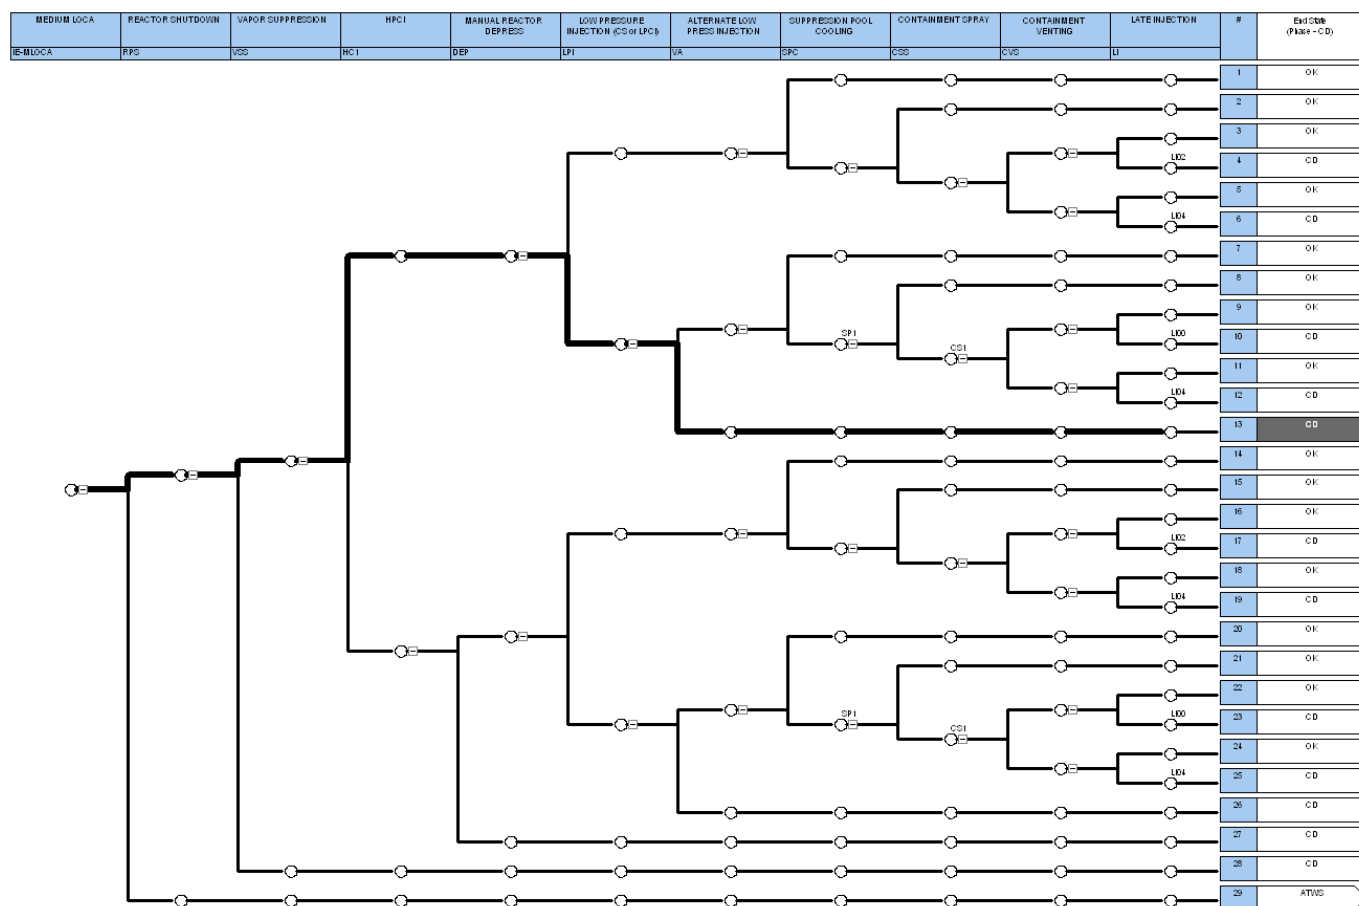 MEDIUM LOCA
REACTOR SHUTDOWN
VAPOR SUPPRESSION
HPCI
MANUAL REACTOR
DEPRESS
LOW PRESSURE
INJECTION (CS or LPCI)
ALTERNATE LOW
PRESS INJECTION
SUPPRESSION POOL
COOLING
CONTAINMENT SPRAY
CONTAINMENT
VENTING
LATE INJECTION
#
End State
(Phase - CD)
IE-MLOCA
RPS
VSS
HC1
DEP
LPI
VA
SPC
CSS
CVS
LI
1 OK
2 OK
3 OK
LI02 4 CD
5 OK
LI04 6 CD
7 OK
8 OK
9 OK
SP1 LI00 10 CD
CS1
11 OK
LI04 12 CD
13 CD
14 OK
15 OK
16 OK
LI02 17 CD
18 OK
LI04 19 CD
20 OK
21 OK
22 OK
SP1 LI00 23 CD
CS1
24 OK
LI04 25 CD
26 CD
27 CD
28 CD
29 ATWS